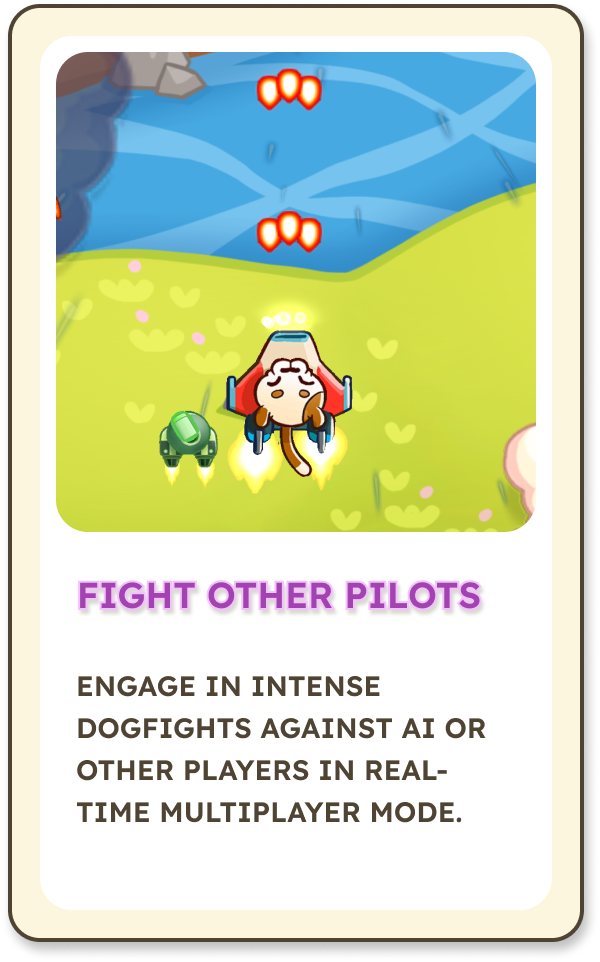 FIGHT OTHER PILOTS
ENGAGE IN INTENSE
DOGFIGHTS AGAINST AI OR
OTHER PLAYERS IN REAL-
TIME MULTIPLAYER MODE.